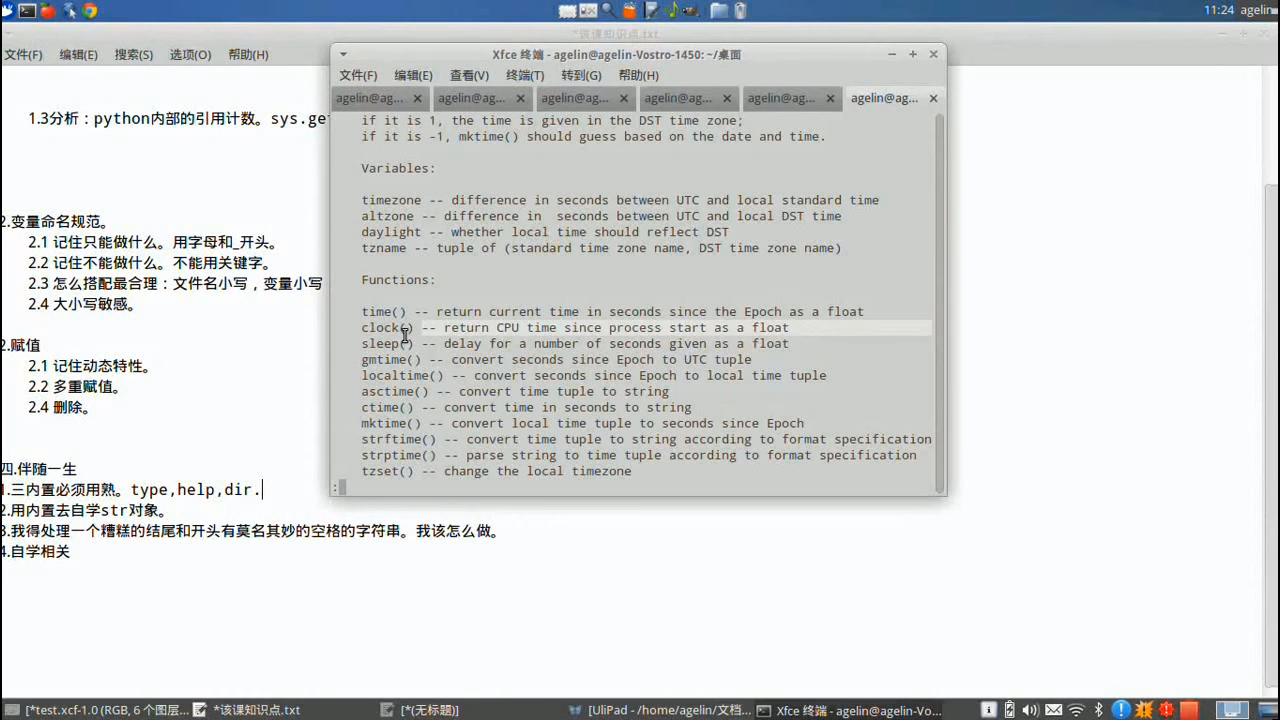 11:24 agelin
*该课知识点.txt
文件(F) 编辑(E) 搜索(S) 选项(O) 帮助(H)
Xfce 终端 - agelin@agelin-Vostro-1450: ~/桌面
文件(F) 编辑(E) 查看(V) 终端(T) 转到(G) 帮助(H)
agelin@ag... agelin@ag... agelin@ag... agelin@ag... agelin@ag... agelin@ag...
1.3分析：python内部的引用计数。sys.get
2.变量命名规范。
2.1 记住只能做什么。用字母和_开头。
2.2 记住不能做什么。不能用关键字。
2.3 怎么搭配最合理：文件名小写，变量小写
2.4 大小写敏感。
2.赋值
2.1 记住动态特性。
2.2 多重赋值。
2.4 删除。
四.伴随一生
1.三内置必须用熟。type,help,dir.
2.用内置去自学str对象。
3.我得处理一个糟糕的结尾和开头有莫名其妙的空格的字符串。我该怎么做。
4.自学相关
if it is 1, the time is given in the DST time zone;
if it is -1, mktime() should guess based on the date and time.
Variables:
timezone -- difference in seconds between UTC and local standard time
altzone -- difference in  seconds between UTC and local DST time
daylight -- whether local time should reflect DST
tzname -- tuple of (standard time zone name, DST time zone name)
Functions:
time() -- return current time in seconds since the Epoch as a float
clock() -- return CPU time since process start as a float
sleep() -- delay for a number of seconds given as a float
gmtime() -- convert seconds since Epoch to UTC tuple
localtime() -- convert seconds since Epoch to local time tuple
asctime() -- convert time tuple to string
ctime() -- convert time in seconds to string
mktime() -- convert local time tuple to seconds since Epoch
strftime() -- convert time tuple to string according to format specification
strptime() -- parse string to time tuple according to format specification
tzset() -- change the local timezone
:
[*test.xcf-1.0 (RGB, 6 个图层... *该课知识点.txt [*(无标题)] [UliPad - /home/agelin/文档... Xfce 终端 - agelin@agelin-Vo...